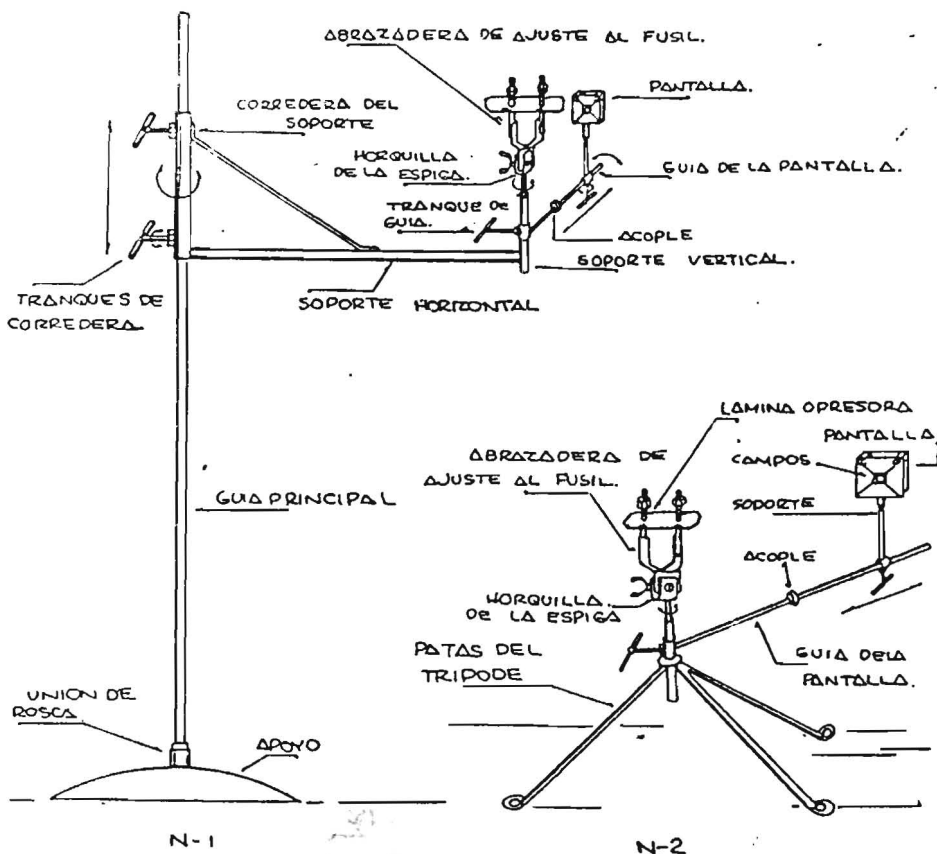 ABRAZADERA DE AJUSTE AL FUSIL.
PANTALLA.
CORREDERA DEL
SOPORTE
HORQUILLA
DE LA ESPIGA.
GUIA DE LA PANTALLA.
TRANQUE DE
GUIA.
ACOPLE
SOPORTE VERTICAL.
TRANQUES DE
CORREDERA
SOPORTE HORIZONTAL
LAMINA OPRESORA
PANTALLA
ABRAZADERA DE
AJUSTE AL FUSIL.
CAMPOS
GUIA PRINCIPAL
SOPORTE
ACOPLE
HORQUILLA
DE LA ESPIGA
PATAS DEL
TRIPODE
GUIA DE LA
PANTALLA.
UNION DE
ROSCA.
APOYO
N-1
N-2